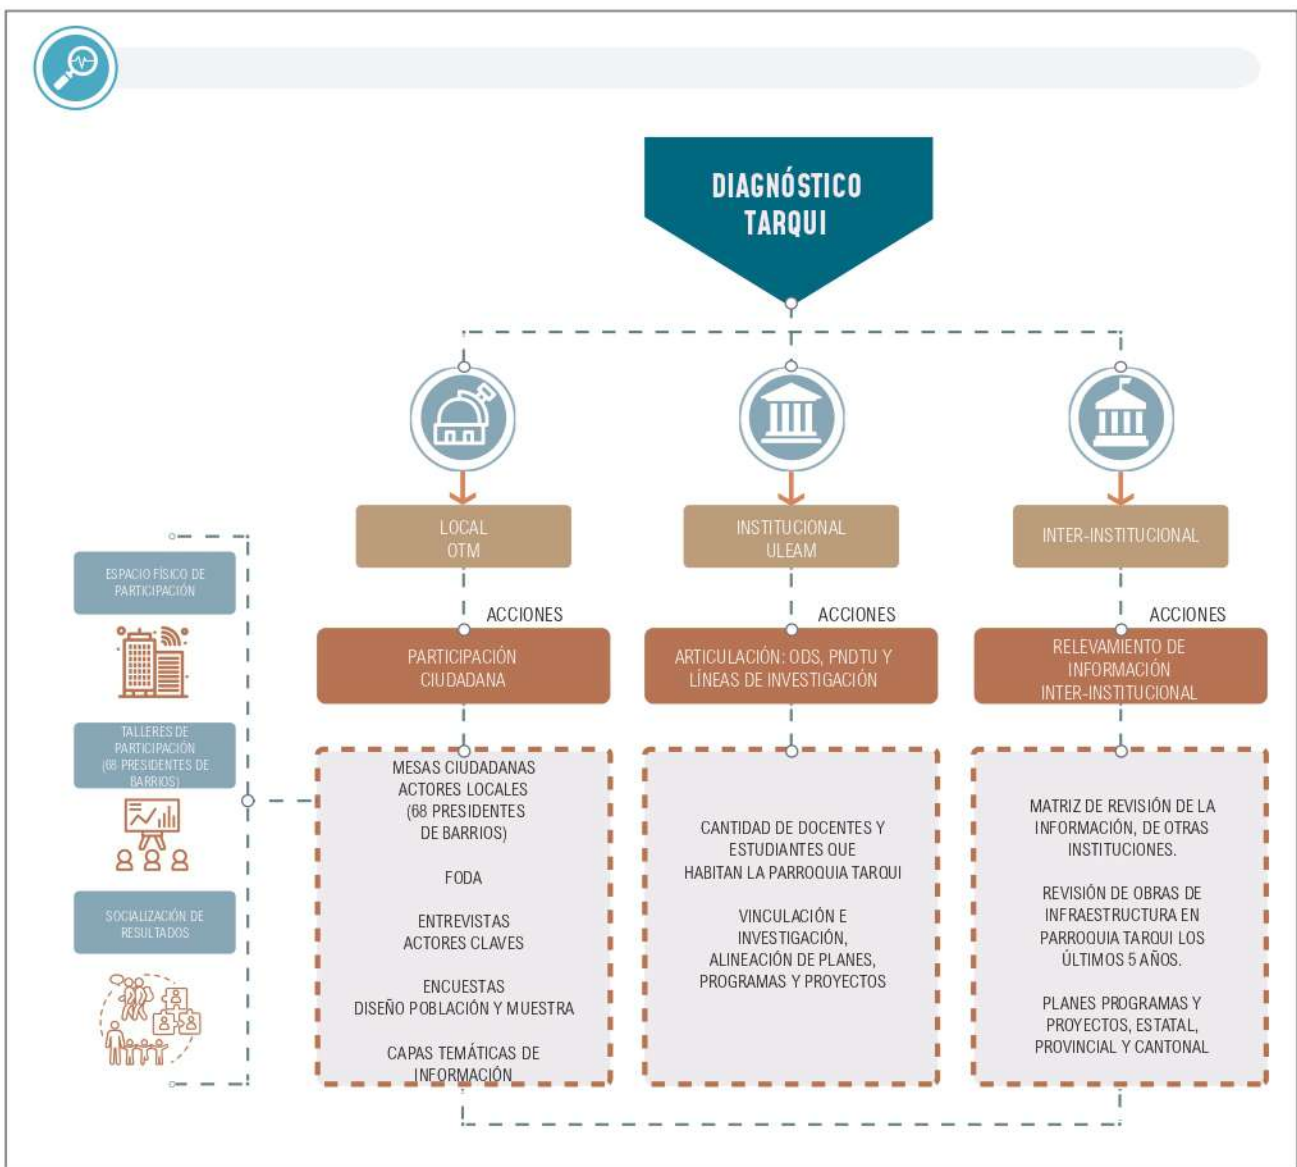 DIAGNÓSTICO
TARQUI
LOCAL
OTM
INSTITUCIONAL
ULEAM
INTER-INSTITUCIONAL
ACCIONES
ACCIONES
ACCIONES
PARTICIPACIÓN
CIUDADANA
ARTICULACIÓN: ODS, PNDTU Y
LÍNEAS DE INVESTIGACIÓN
RELEVAMIENTO DE
INFORMACIÓN
INTER-INSTITUCIONAL
ESPACIO FÍSICO DE
PARTICIPACIÓN
TALLERES DE
PARTICIPACIÓN
(68 PRESIDENTES DE
BARRIOS)
SOCIALIZACIÓN DE
RESULTADOS
MESAS CIUDADANAS
ACTORES LOCALES
(68 PRESIDENTES
DE BARRIOS)
FODA
ENTREVISTAS
ACTORES CLAVES
ENCUESTAS
DISEÑO POBLACIÓN Y MUESTRA
CAPAS TEMÁTICAS DE
INFORMACIÓN
CANTIDAD DE DOCENTES Y
ESTUDIANTES QUE
HABITAN LA PARROQUIA TARQUI
VINCULACIÓN E
INVESTIGACIÓN,
ALINEACIÓN DE PLANES,
PROGRAMAS Y PROYECTOS
MATRIZ DE REVISIÓN DE LA
INFORMACIÓN, DE OTRAS
INSTITUCIONES.
REVISIÓN DE OBRAS DE
INFRAESTRUCTURA EN
PARROQUIA TARQUI LOS
ÚLTIMOS 5 AÑOS.
PLANES PROGRAMAS Y
PROYECTOS, ESTATAL,
PROVINCIAL Y CANTONAL